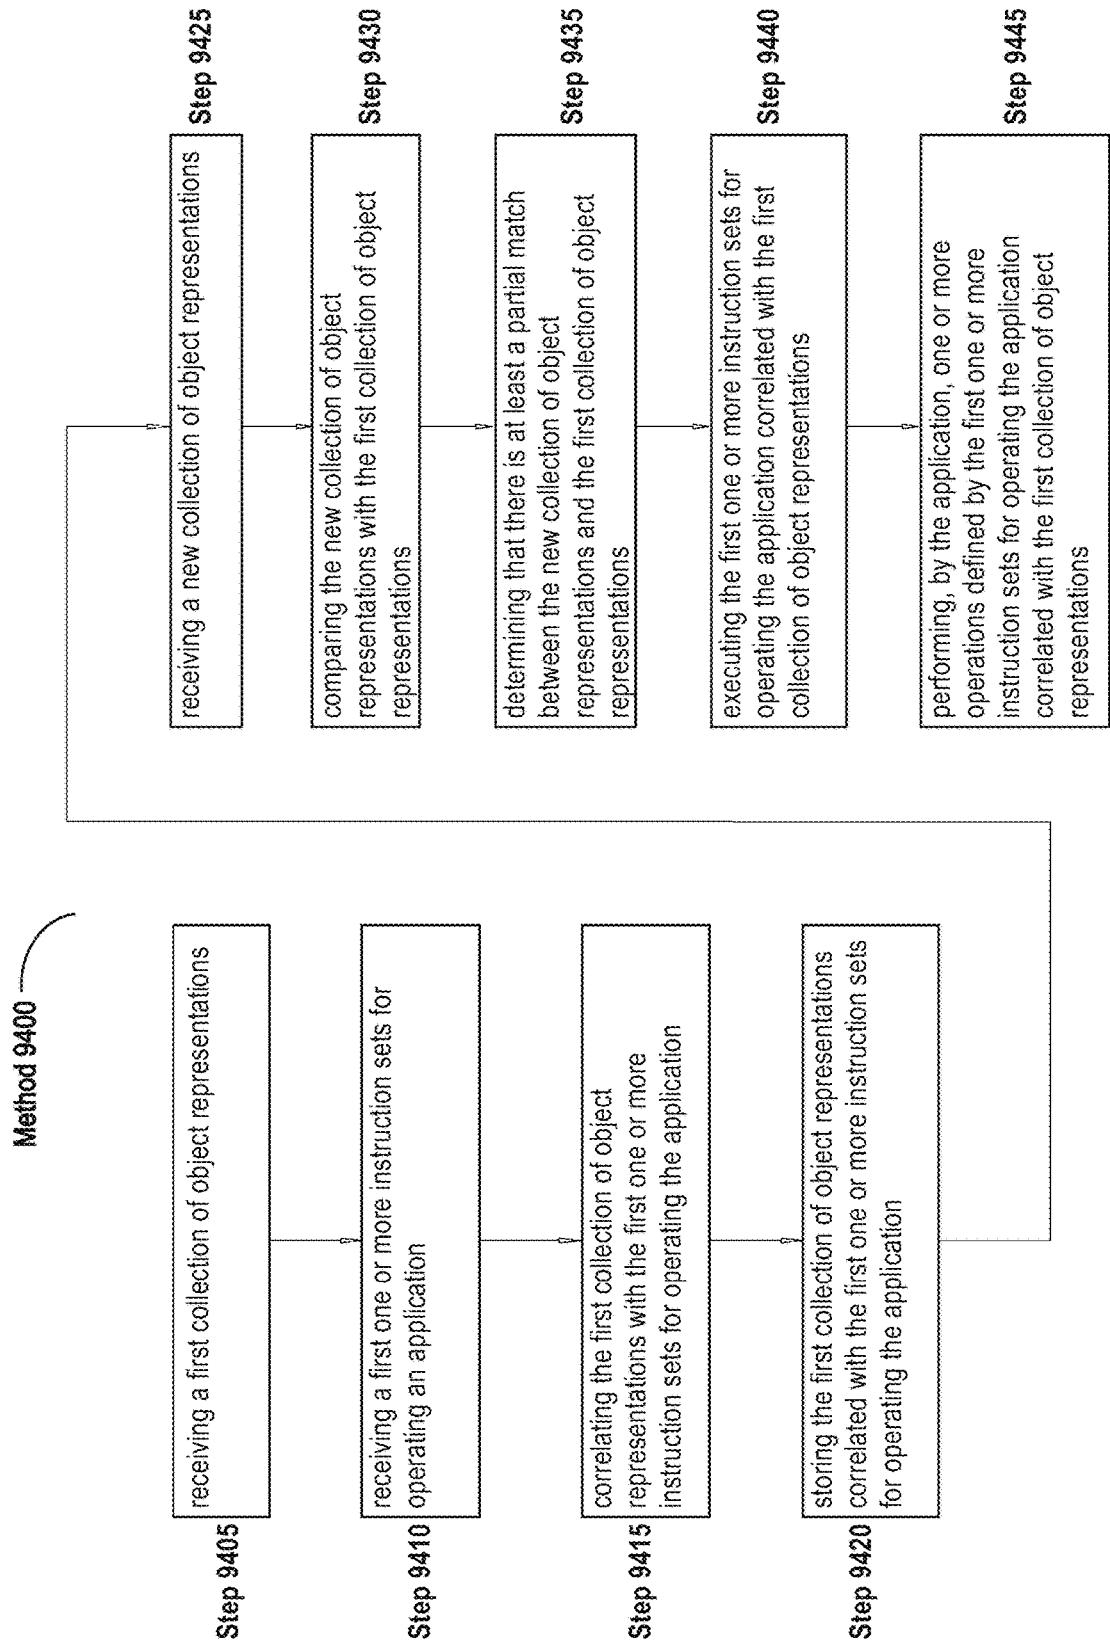 Method 9400
Step 9405
receiving a first collection of object representations
Step 9410
receiving a first one or more instruction sets for
operating an application
Step 9415
correlating the first collection of object
representations with the first one or more
instruction sets for operating the application
Step 9420
storing the first collection of object representations
correlated with the first one or more instruction sets
for operating the application
receiving a new collection of object representations
Step 9425
comparing the new collection of object
representations with the first collection of object
representations
Step 9430
determining that there is at least a partial match
between the new collection of object
representations and the first collection of object
representations
Step 9435
executing the first one or more instruction sets for
operating the application correlated with the first
collection of object representations
Step 9440
performing, by the application, one or more
operations defined by the first one or more
instruction sets for operating the application
correlated with the first collection of object
representations
Step 9445